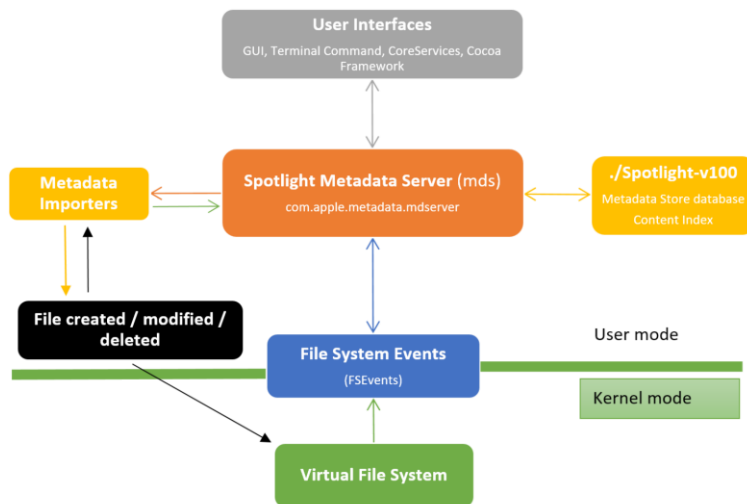 User Interfaces
GUI, Terminal Command, CoreServices, Cocoa
Framework
Metadata
Importers
Spotlight Metadata Server (mds)
com.apple.metadata.mdserver
./Spotlight-v100
Metadata Store database
Content Index
File created / modified /
deleted
File System Events
(FSEvents)
User mode
Kernel mode
Virtual File System